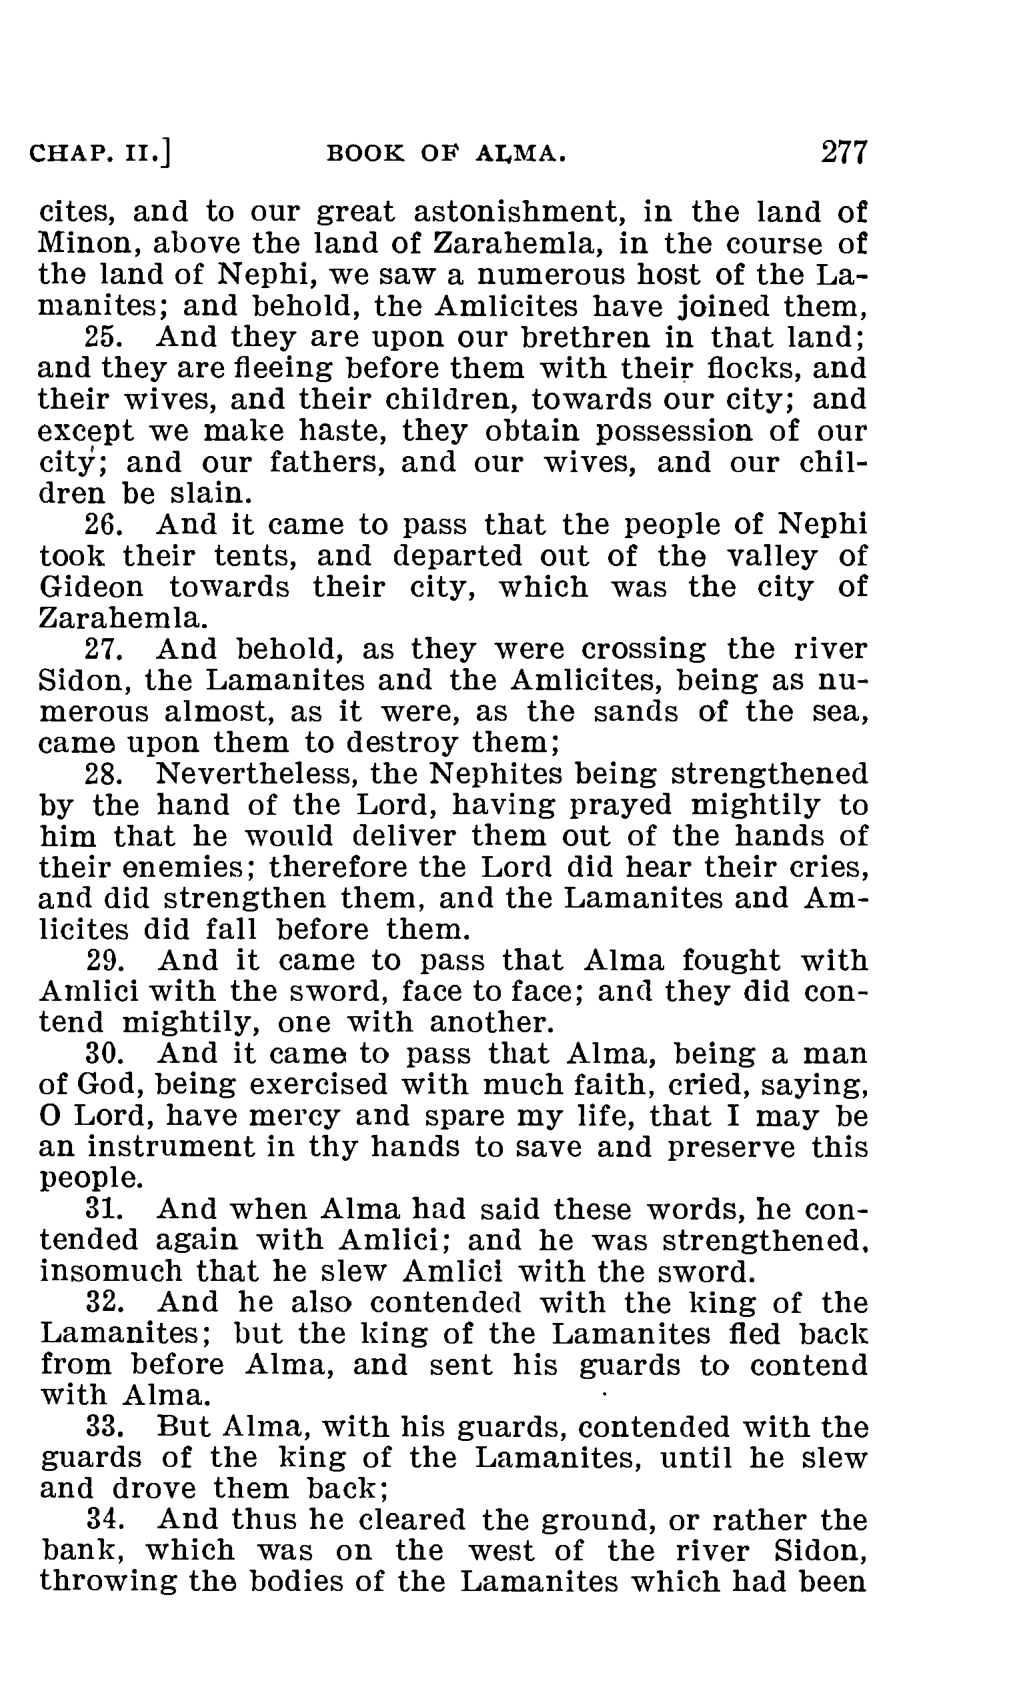 CHAP. II.] BOOK OF ALMA. 277
cites, and to our great astonishment, in the land of
Minon, above the land of Zarahemla, in the course of
the land of Nephi, we saw a numerous host of the La-
manites; and behold, the Amlicites have joined them,
25. And they are upon our brethren in that land;
and they are fleeing before them with their flocks, and
their wives, and their children, towards our city; and
except we make haste, they obtain possession of our
city; and our fathers, and our wives, and our chil-
dren be slain.
26. And it came to pass that the people of Nephi
took their tents, and departed out of the valley of
Gideon towards their city, which was the city of
Zarahemla.
27. And behold, as they were crossing the river
Sidon, the Lamanites and the Amlicites, being as nu-
merous almost, as it were, as the sands of the sea,
came upon them to destroy them;
28. Nevertheless, the Nephites being strengthened
by the hand of the Lord, having prayed mightily to
him that he would deliver them out of the hands of
their enemies; therefore the Lord did hear their cries,
and did strengthen them, and the Lamanites and Am-
licites did fall before them.
29. And it came to pass that Alma fought with
Amlici with the sword, face to face; and they did con-
tend mightily, one with another.
30. And it came to pass that Alma, being a man
of God, being exercised with much faith, cried, saying,
O Lord, have mercy and spare my life, that I may be
an instrument in thy hands to save and preserve this
people.
31. And when Alma had said these words, he con-
tended again with Amlici; and he was strengthened,
insomuch that he slew Amlici with the sword.
32. And he also contended with the king of the
Lamanites; but the king of the Lamanites fled back
from before Alma, and sent his guards to contend
with Alma.
33. But Alma, with his guards, contended with the
guards of the king of the Lamanites, until he slew
and drove them back;
34. And thus he cleared the ground, or rather the
bank, which was on the west of the river Sidon,
throwing the bodies of the Lamanites which had been